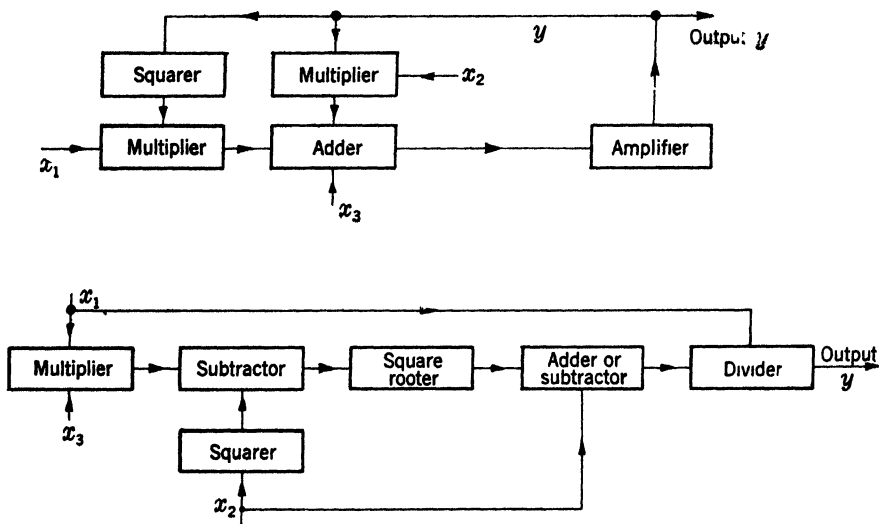 y
Output y
Squarer
Multiplier
x₂
x₁
Multiplier
Adder
Amplifier
x₃
x₁
Multiplier
Subtractor
Square
rooter
Adder or
subtractor
Divider
Output
y
x₃
Squarer
x₂